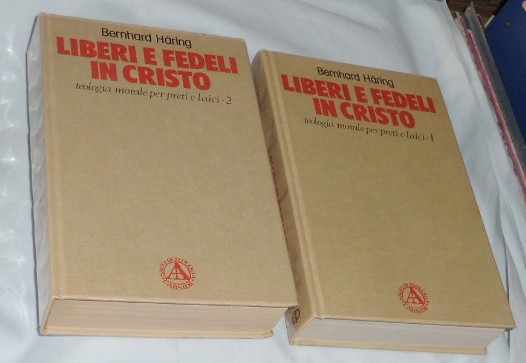 Bernhard Häring
LIBERI E FEDELI
IN CRISTO
teologia morale per preti e laici-2
Bernhard Häring
LIBERI E FEDELI
IN CRISTO
teologia morale per preti e laici-1